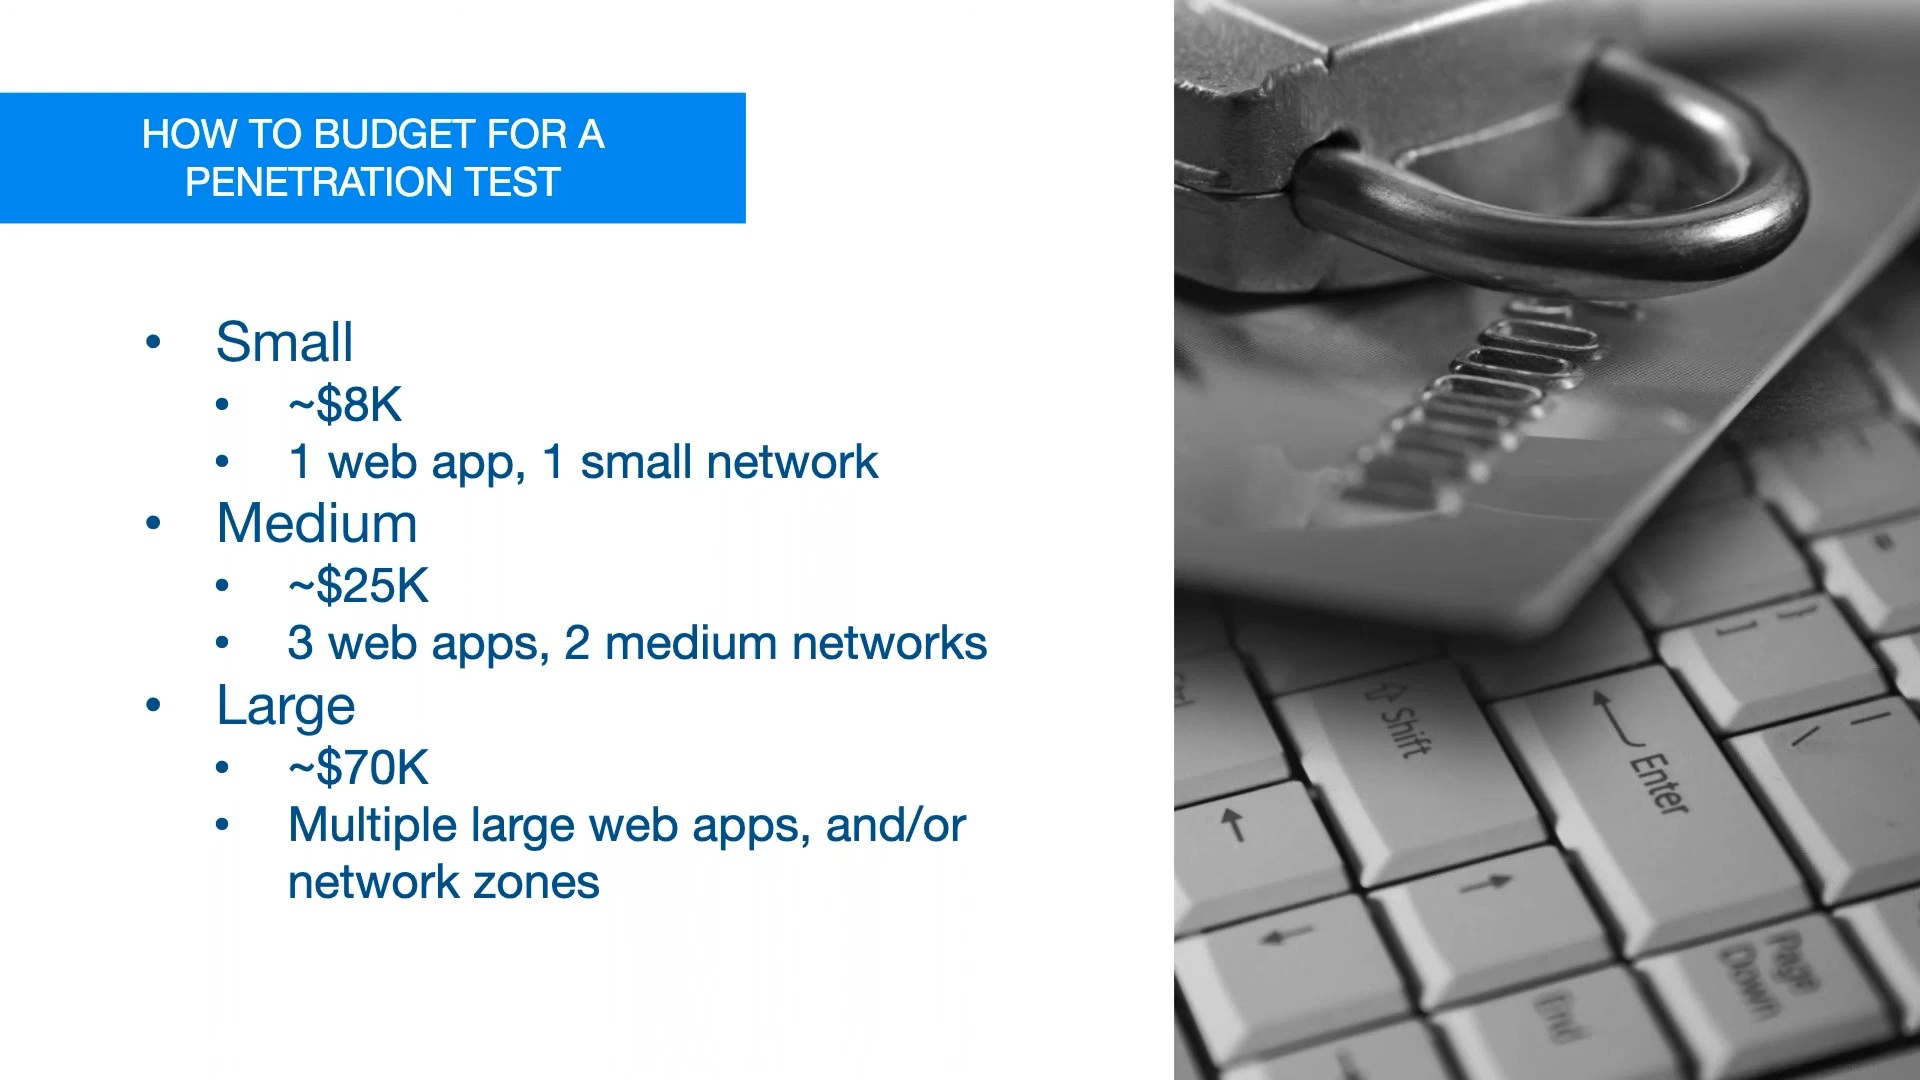 HOW TO BUDGET FOR A
PENETRATION TEST
• Small
• ~$8K
• 1 web app, 1 small network
• Medium
• ~$25K
• 3 web apps, 2 medium networks
• Large
• ~$70K
• Multiple large web apps, and/or
network zones
Shift
Enter
]
}
\
|
"
↑
→
←
Page
Down
End